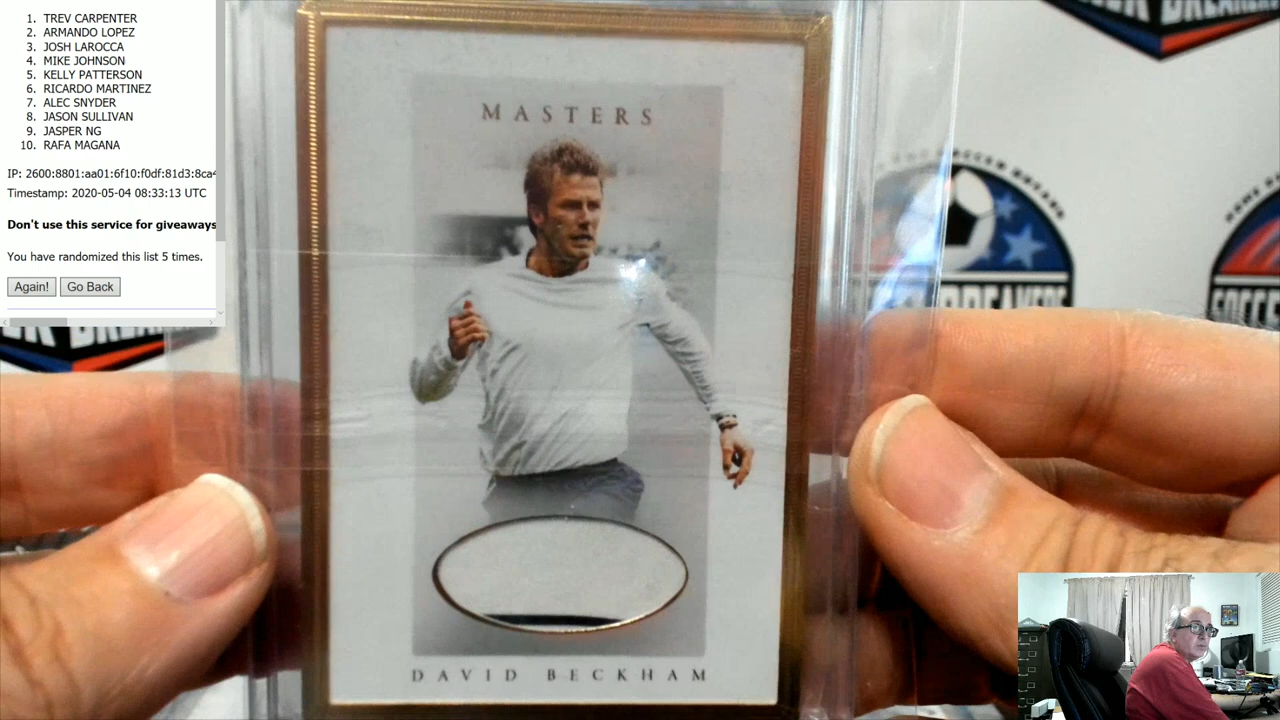 1. TREV CARPENTER
2. ARMANDO LOPEZ
3. JOSH LAROCCA
4. MIKE JOHNSON
5. KELLY PATTERSON
6. RICARDO MARTINEZ
7. ALEC SNYDER
8. JASON SULLIVAN
9. JASPER NG
10. RAFA MAGANA
IP: 2600:8801:aa01:6f10:f0df:81d3:8ca
Timestamp: 2020-05-04 08:33:13 UTC
Don't use this service for giveaways
You have randomized this list 5 times.
Again! Go Back
MASTERS
DAVID BECKHAM